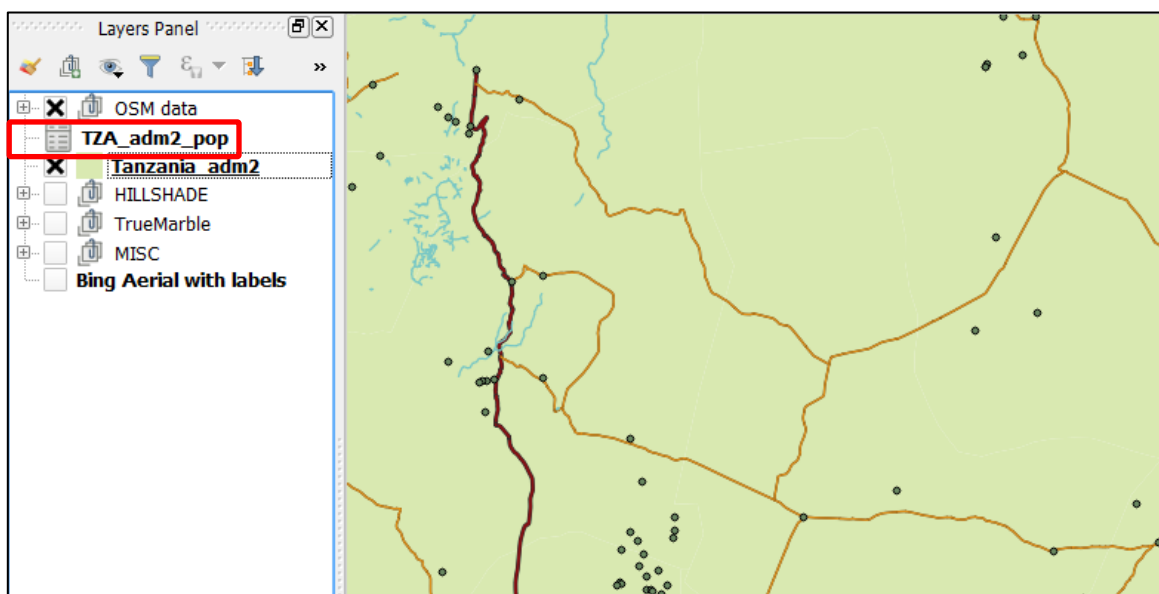 Layers Panel
OSM data
TZA_adm2_pop
Tanzania_adm2
HILLSHADE
TrueMarble
MISC
Bing Aerial with labels